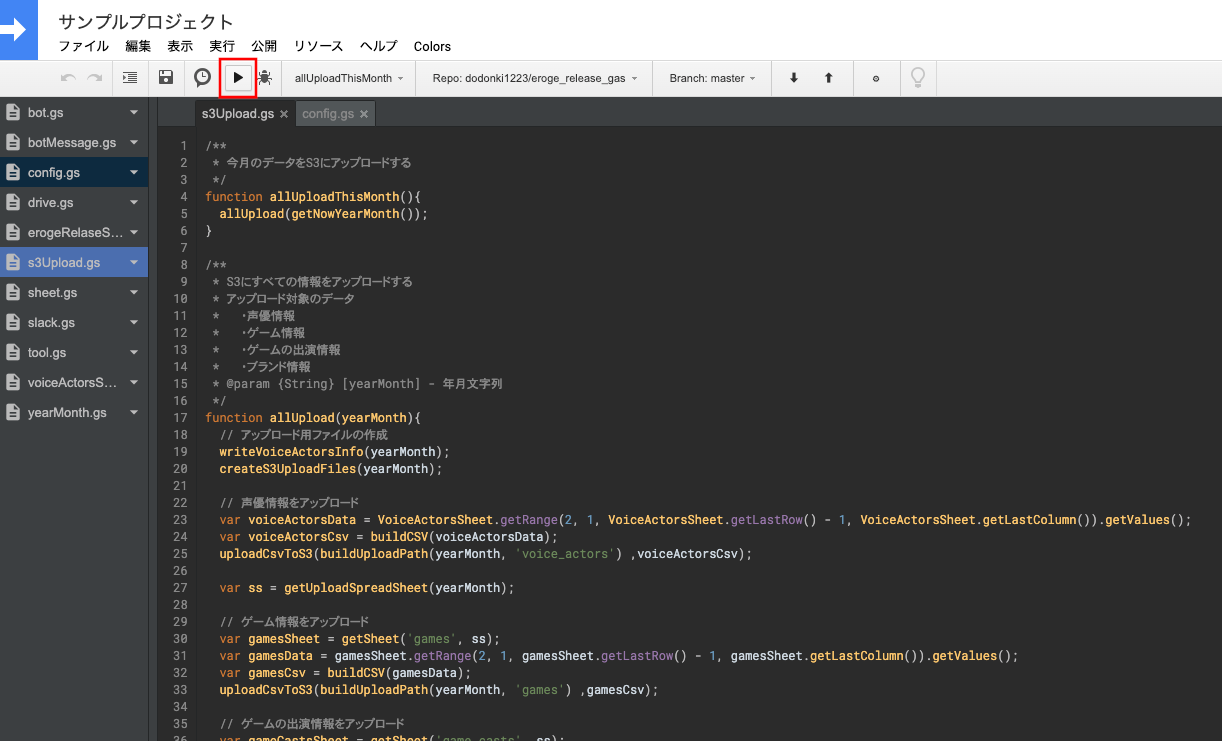 サンプルプロジェクト
ファイル 編集 表示 実行 公開 リソース ヘルプ Colors
allUploadThisMonth Repo: dodonki1223/eroge_release_gas Branch: master
bot.gs
botMessage.gs
config.gs
drive.gs
erogeRelaseS...
s3Upload.gs
sheet.gs
slack.gs
tool.gs
voiceActorsS...
yearMonth.gs
s3Upload.gs × config.gs ×
1 /**
2  * 今月のデータをS3にアップロードする
3  */
4 function allUploadThisMonth(){
5   allUpload(getNowYearMonth());
6 }
7
8 /**
9  * S3にすべての情報をアップロードする
10  * アップロード対象のデータ
11  *   ・声優情報
12  *   ・ゲーム情報
13  *   ・ゲームの出演情報
14  *   ・ブランド情報
15  * @param {String} [yearMonth] - 年月文字列
16  */
17 function allUpload(yearMonth){
18   // アップロード用ファイルの作成
19   writeVoiceActorsInfo(yearMonth);
20   createS3UploadFiles(yearMonth);
21
22   // 声優情報をアップロード
23   var voiceActorsData = VoiceActorsSheet.getRange(2, 1, VoiceActorsSheet.getLastRow() - 1, VoiceActorsSheet.getLastColumn()).getValues();
24   var voiceActorsCsv = buildCSV(voiceActorsData);
25   uploadCsvToS3(buildUploadPath(yearMonth, 'voice_actors') ,voiceActorsCsv);
26
27   var ss = getUploadSpreadSheet(yearMonth);
28
29   // ゲーム情報をアップロード
30   var gamesSheet = getSheet('games', ss);
31   var gamesData = gamesSheet.getRange(2, 1, gamesSheet.getLastRow() - 1, gamesSheet.getLastColumn()).getValues();
32   var gamesCsv = buildCSV(gamesData);
33   uploadCsvToS3(buildUploadPath(yearMonth, 'games') ,gamesCsv);
34
35   // ゲームの出演情報をアップロード
36   var gameCastsSheet = getSheet('game_casts', ss);